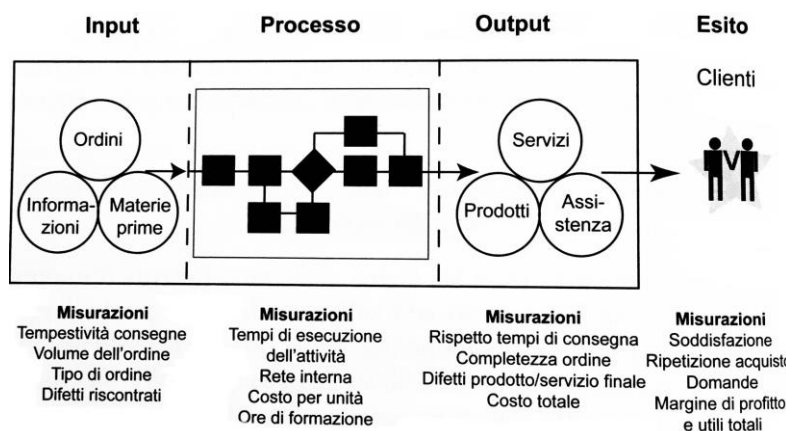 Input
Processo
Output
Esito
Clienti
Ordini
Informa-
zioni
Materie
prime
Servizi
Prodotti
Assi-
stenza
Misurazioni
Tempestività consegne
Volume dell'ordine
Tipo di ordine
Difetti riscontrati
Misurazioni
Tempi di esecuzione
dell'attività
Rete interna
Costo per unità
Ore di formazione
Misurazioni
Rispetto tempi di consegna
Completezza ordine
Difetti prodotto/servizio finale
Costo totale
Misurazioni
Soddisfazione
Ripetizione acquisto
Domande
Margine di profitto
e utili totali